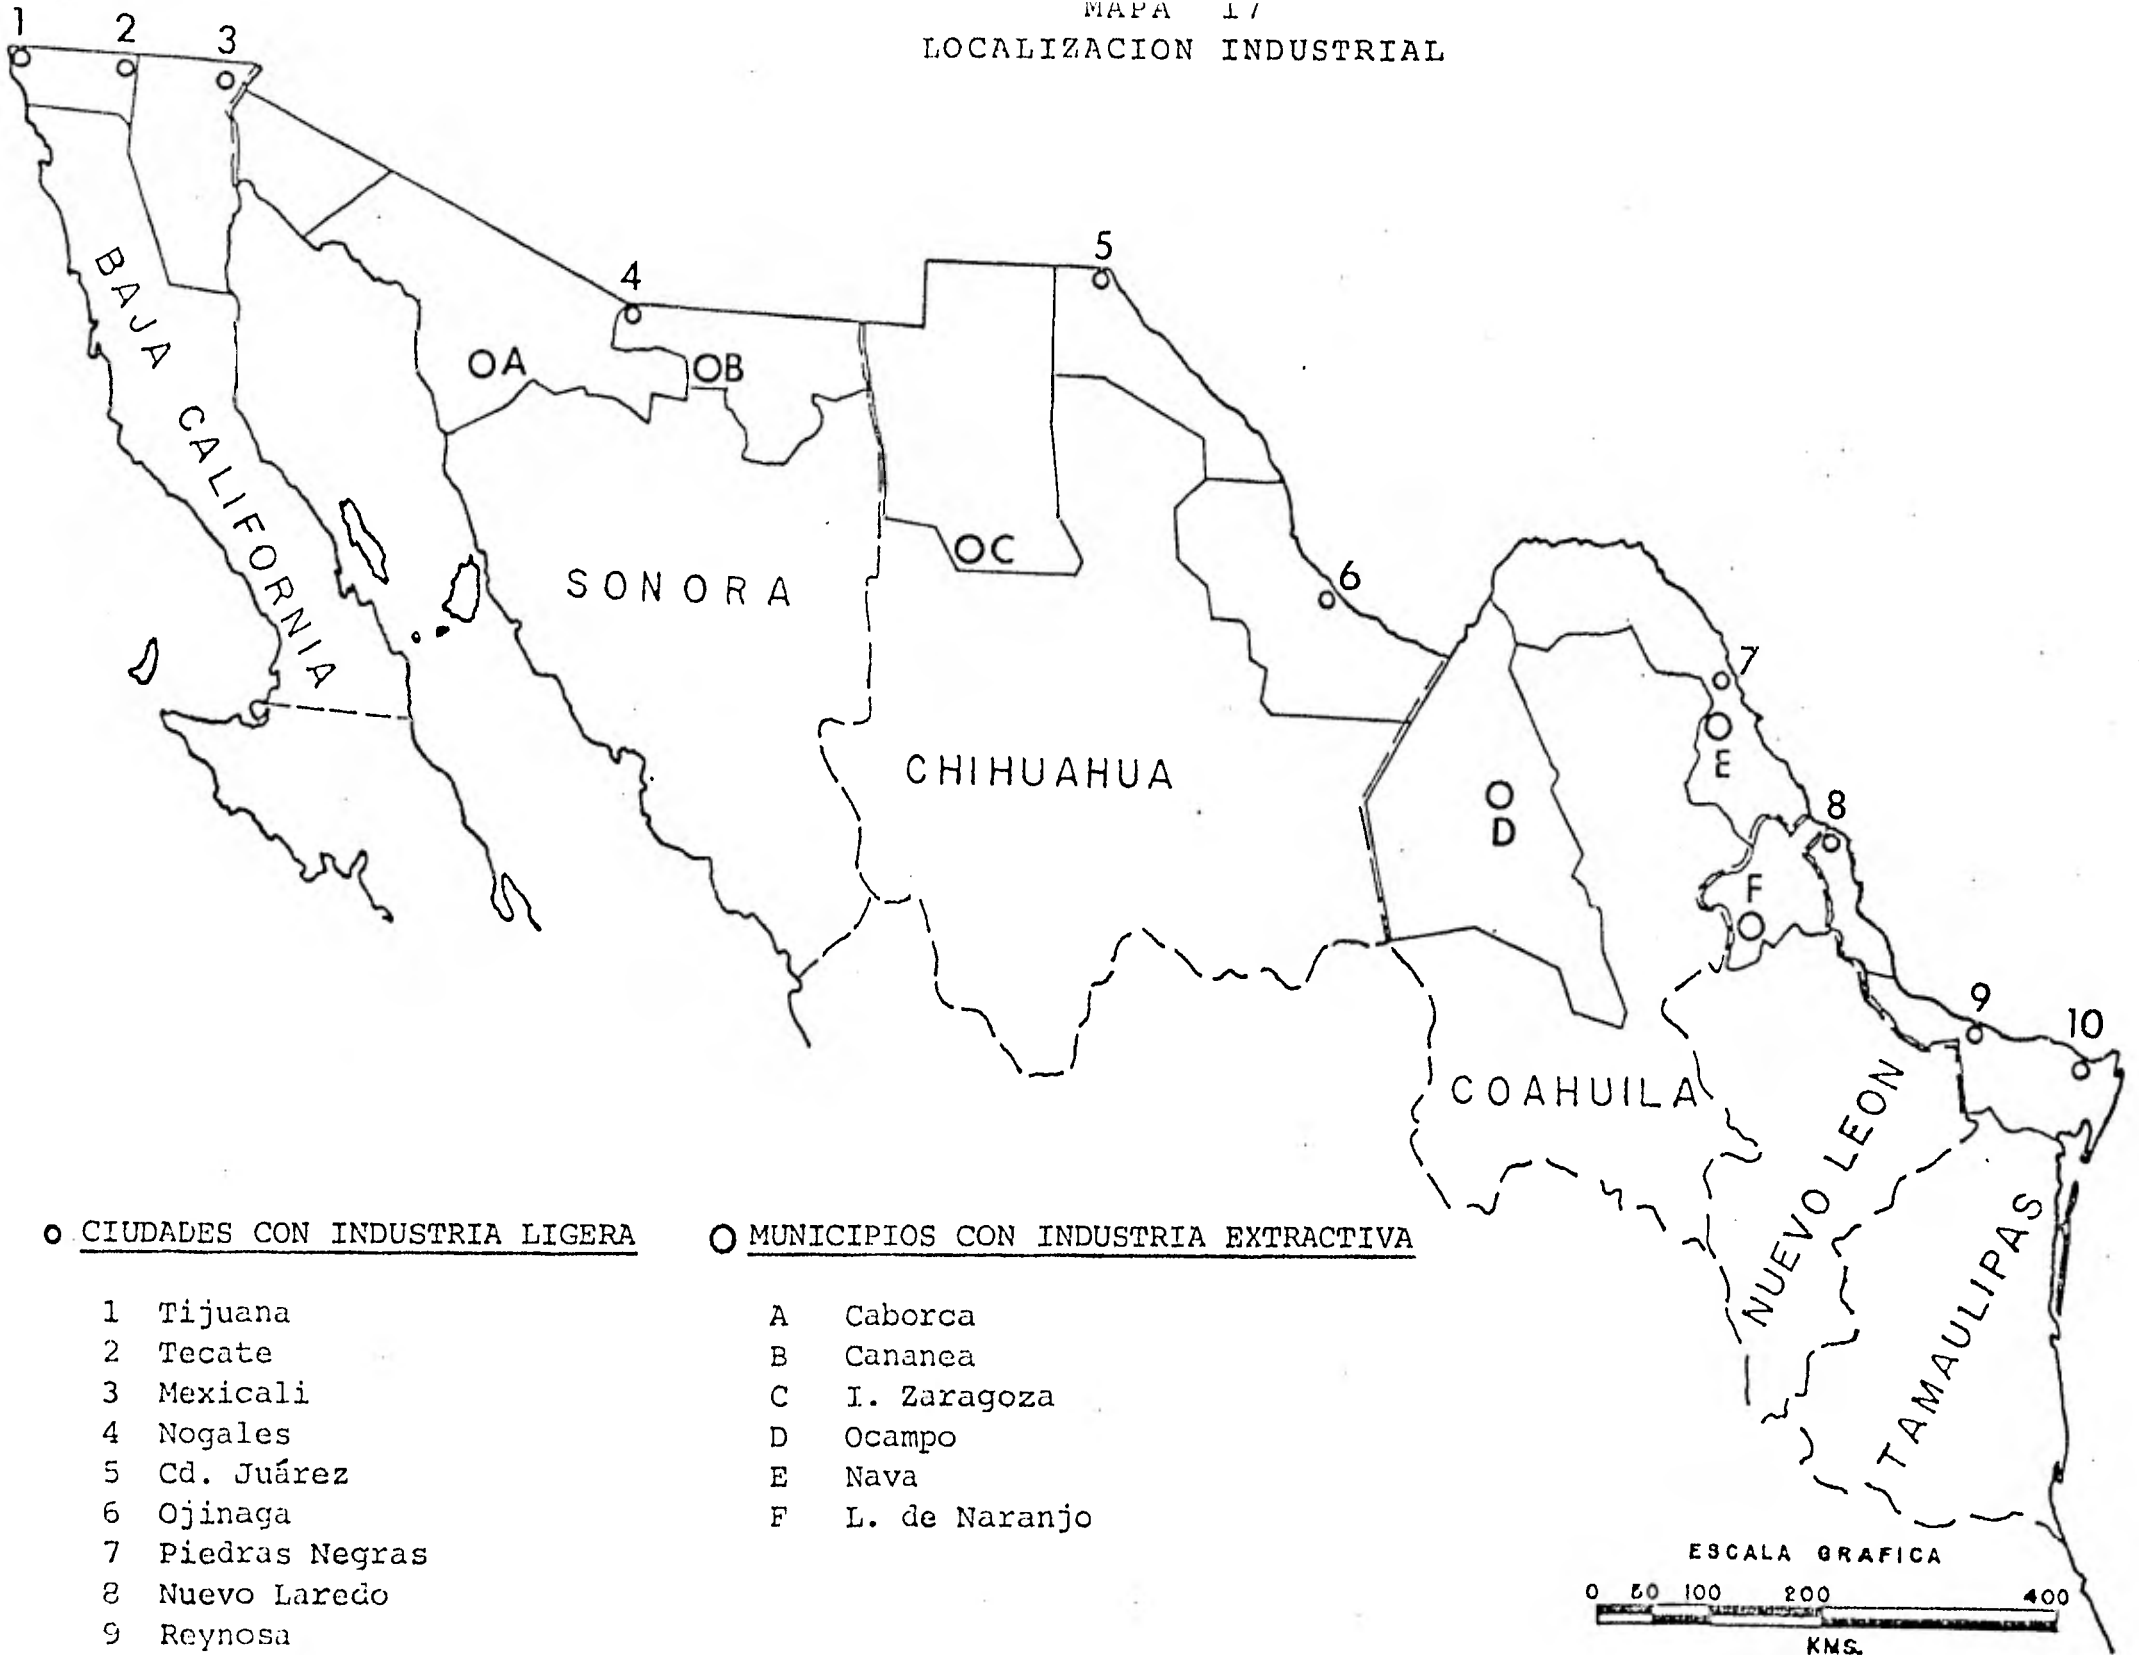 MAPA 17
LOCALIZACION INDUSTRIAL
1
2
3
4
5
6
7
8
9
10
A
B
C
D
E
F
BAJA CALIFORNIA
SONORA
CHIHUAHUA
COAHUILA
NUEVO LEON
TAMAULIPAS
CIUDADES CON INDUSTRIA LIGERA
1 Tijuana
2 Tecate
3 Mexicali
4 Nogales
5 Cd. Juárez
6 Ojinaga
7 Piedras Negras
8 Nuevo Laredo
9 Reynosa
MUNICIPIOS CON INDUSTRIA EXTRACTIVA
A Caborca
B Cananea
C I. Zaragoza
D Ocampo
E Nava
F L. de Naranjo
ESCALA GRAFICA
0 50 100 200 400
KMS.